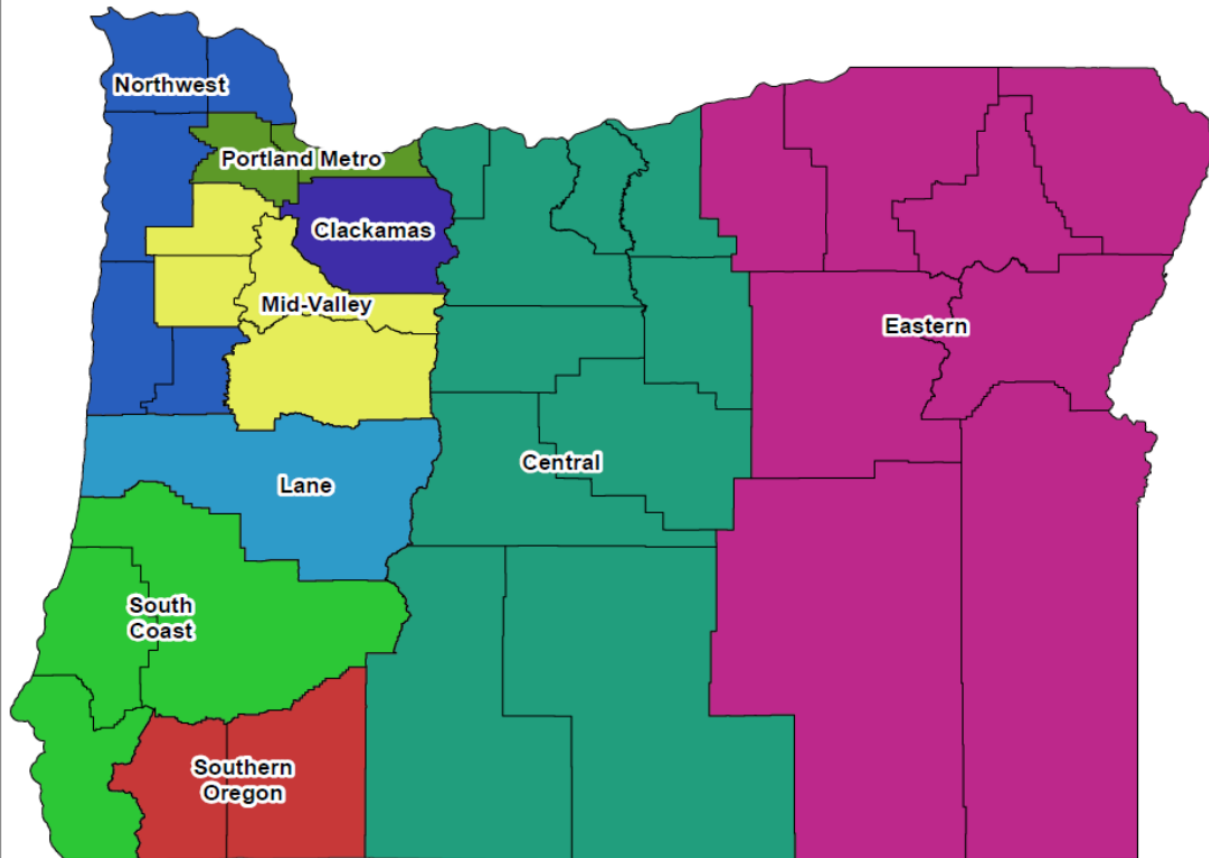 Northwest
Portland Metro
Clackamas
Mid-Valley
Eastern
Central
Lane
South
Coast
Southern
Oregon